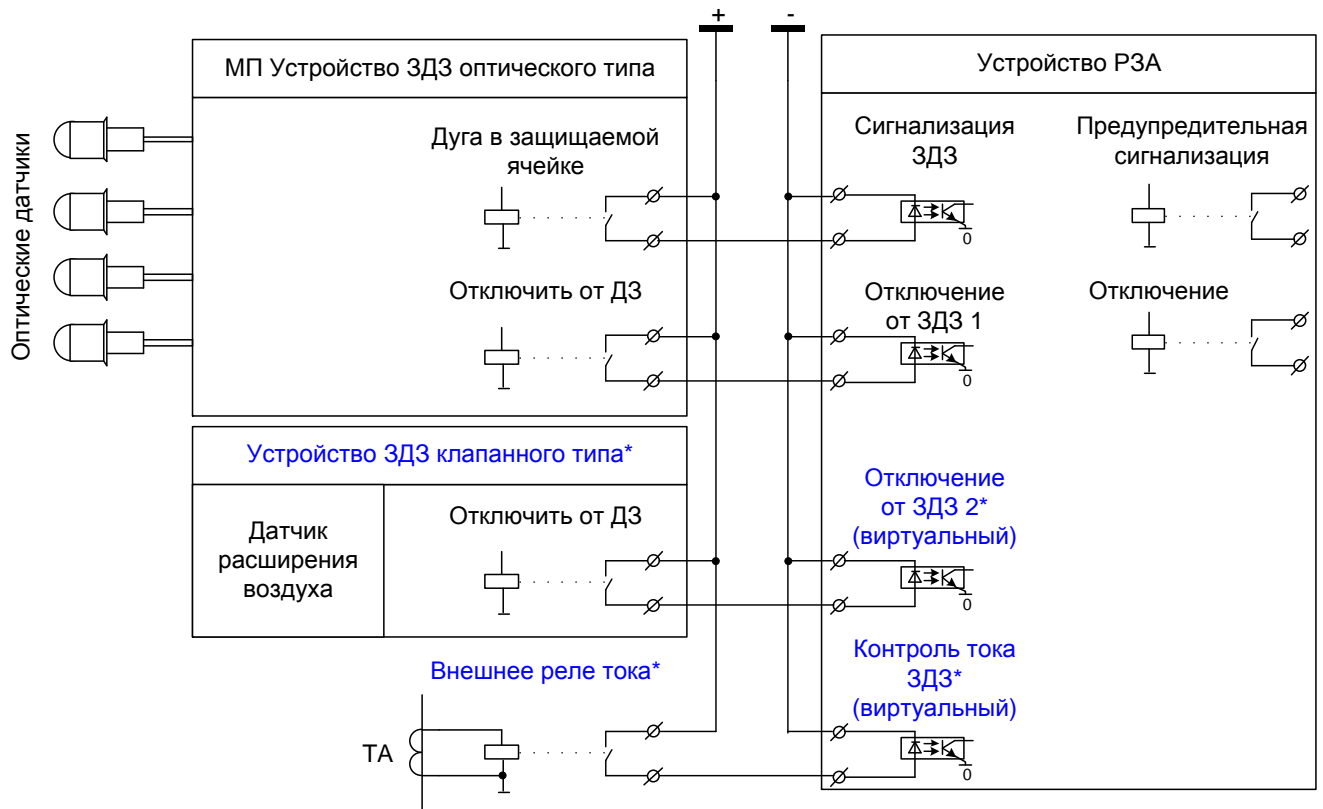 + -
МП Устройство ЗДЗ оптического типа
Устройство РЗА
Оптические датчики
Дуга в защищаемой
ячейке
Сигнализация
ЗДЗ
Предупредительная
сигнализация
0
Отключить от ДЗ
Отключение
от ЗДЗ 1
Отключение
0
Устройство ЗДЗ клапанного типа*
Датчик
расширения
воздуха
Отключить от ДЗ
Отключение
от ЗДЗ 2*
(виртуальный)
0
Внешнее реле тока*
Контроль тока
ЗДЗ*
(виртуальный)
ТА
0